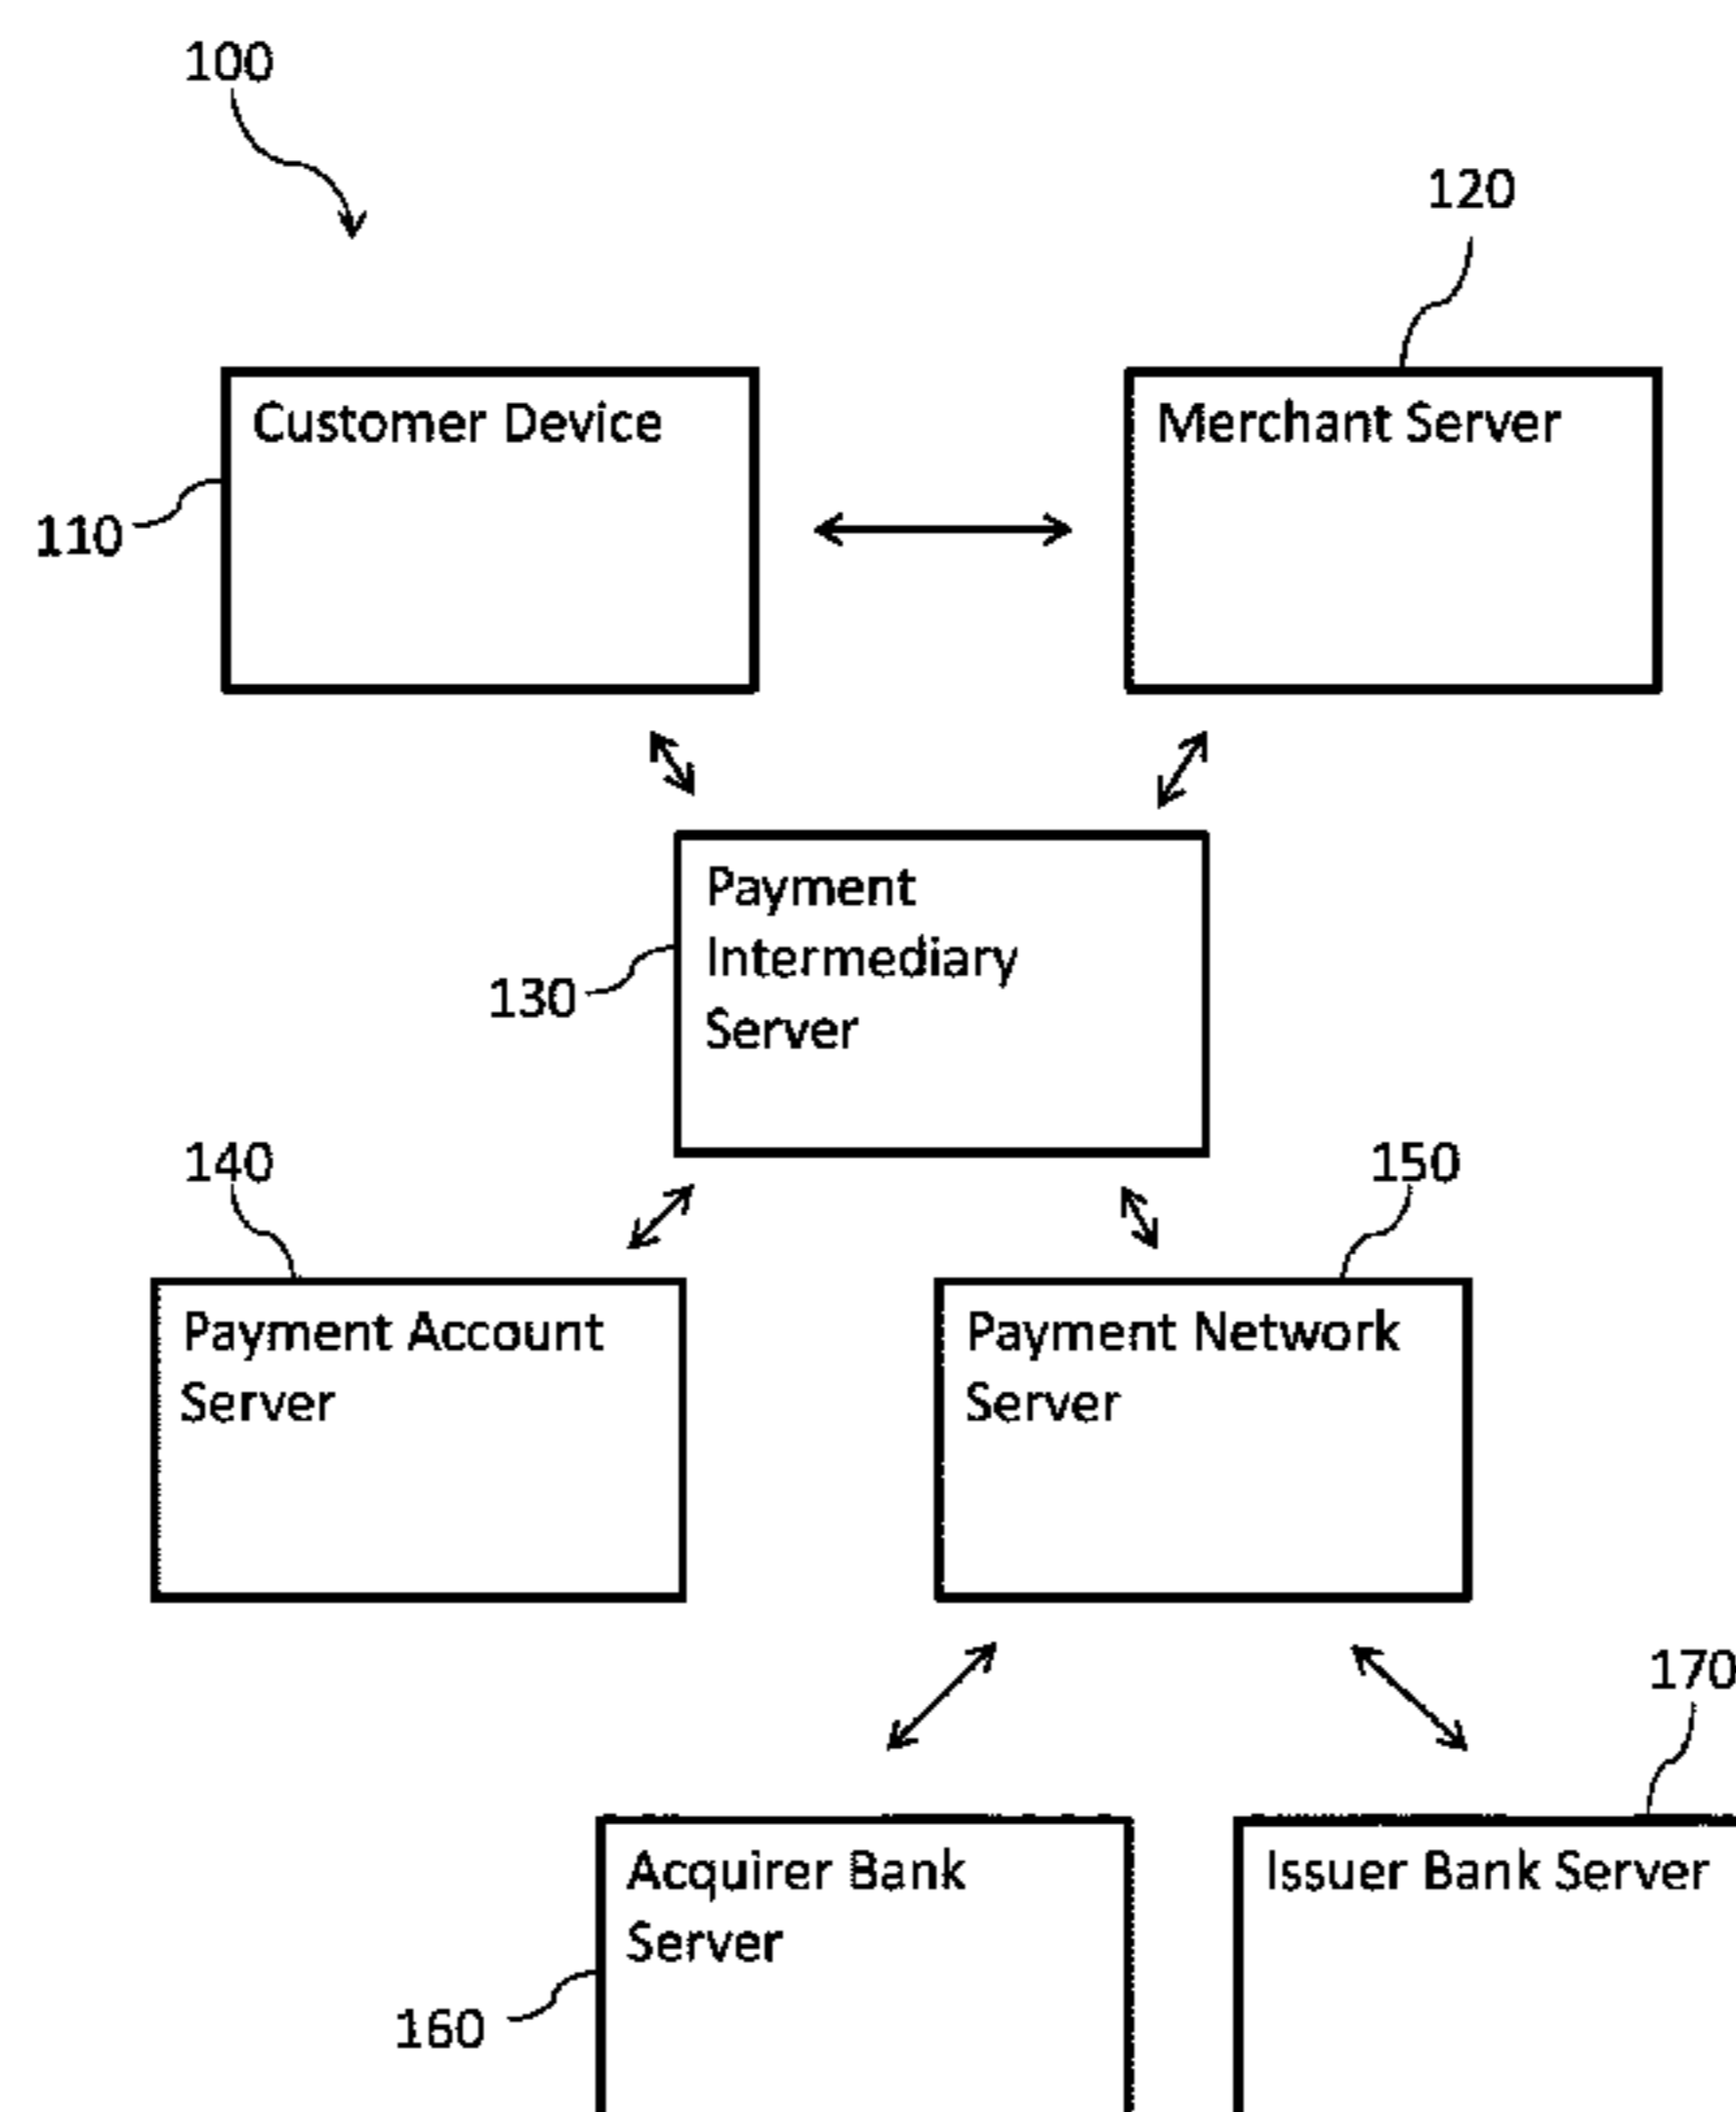 100
120
Customer Device
Merchant Server
110
Payment
Intermediary
Server
130
140
150
Payment Account
Server
Payment Network
Server
170
Acquirer Bank
Server
Issuer Bank Server
160